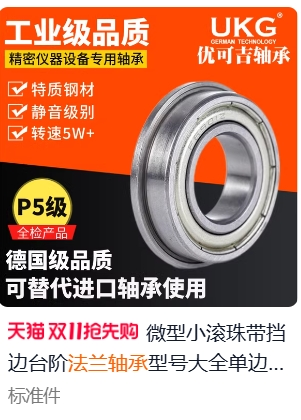 工业级品质
精密仪器设备专用轴承
UKG
GERMAN TECHNOLOGY
优可吉轴承
特质钢材
静音级别
转速5W+
P5级
全检产品
德国级品质
可替代进口轴承使用
天猫 双11抢先购 微型小滚珠带挡
边台阶法兰轴承型号大全单边...
标准件